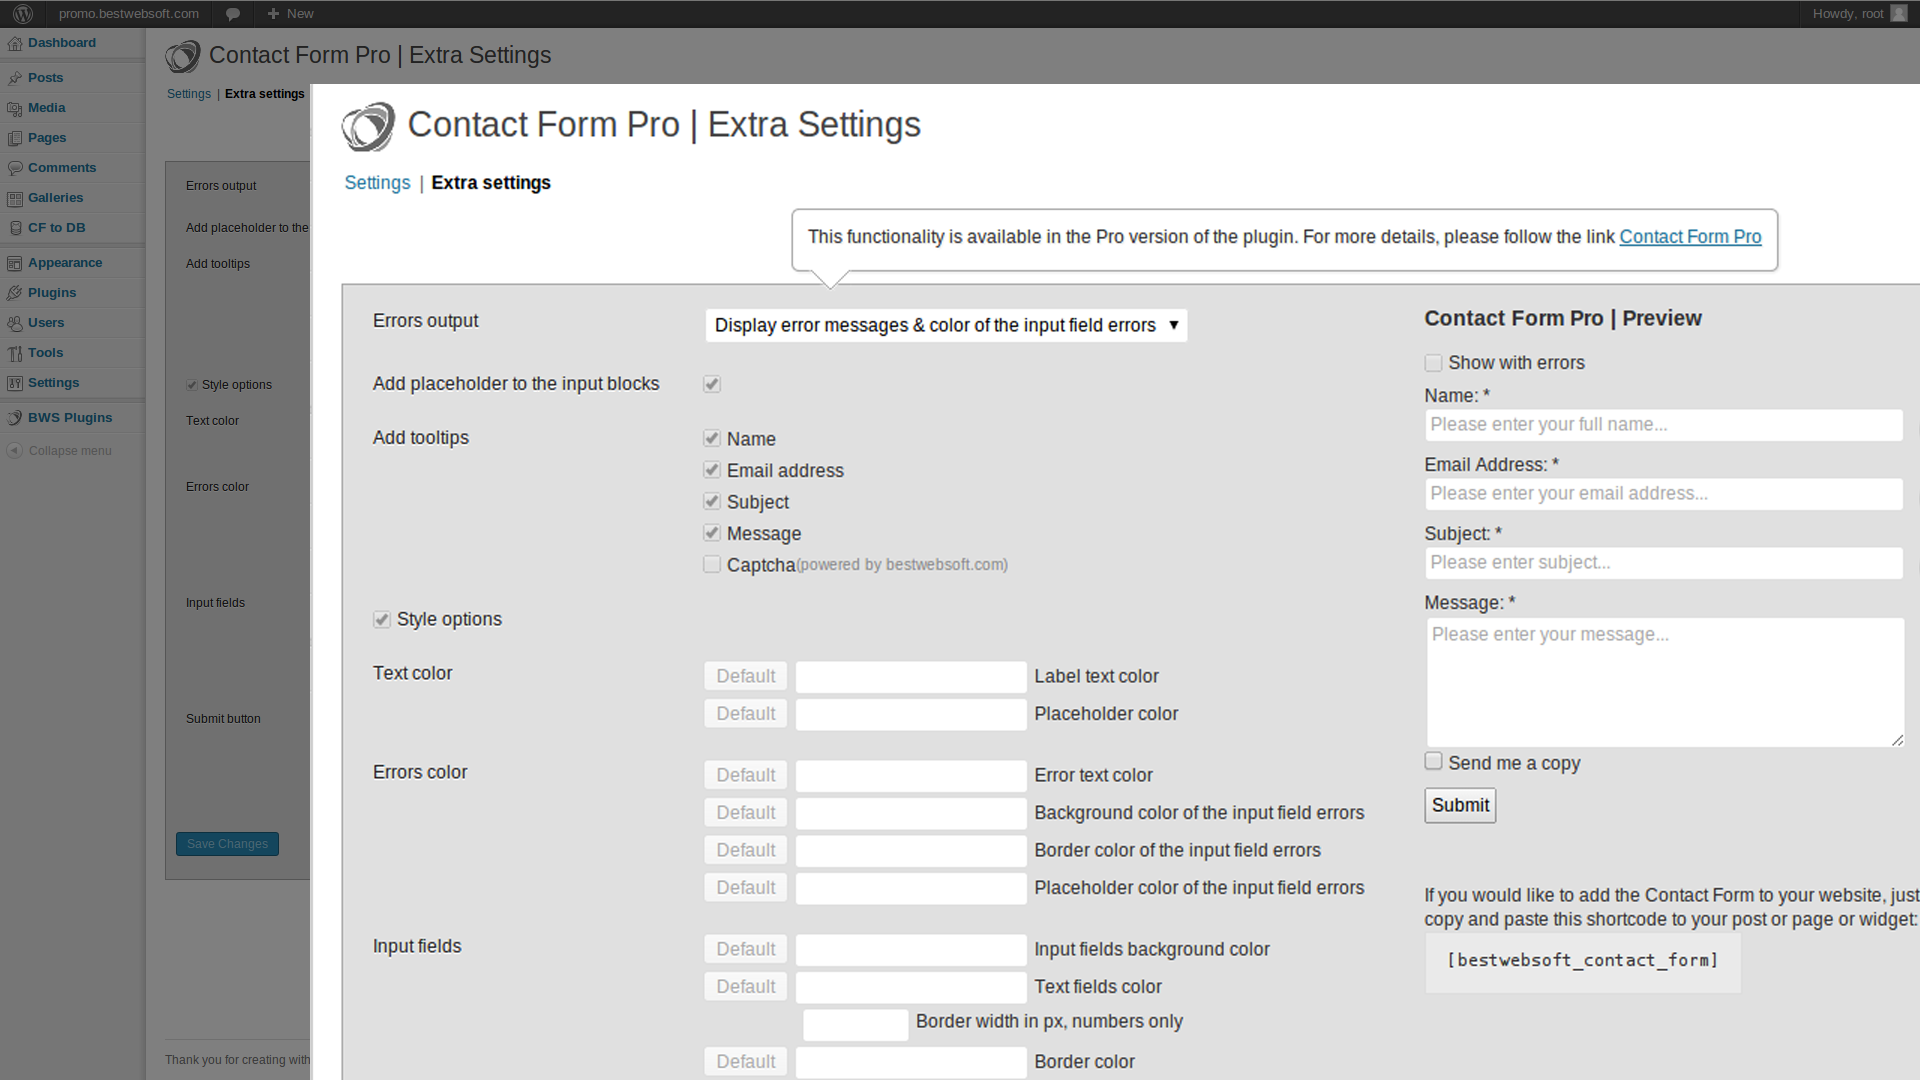 promo.bestwebsoft.com
New
Howdy, root
Dashboard
Posts
Media
Pages
Comments
Galleries
CF to DB
Appearance
Plugins
Users
Tools
Settings
BWS Plugins
Collapse menu
Contact Form Pro | Extra Settings
Settings | Extra settings
Errors output
Add placeholder to the
Add tooltips
Style options
Text color
Errors color
Input fields
Submit button
Save Changes
Thank you for creating with
Contact Form Pro | Extra Settings
Settings | Extra settings
This functionality is available in the Pro version of the plugin. For more details, please follow the link Contact Form Pro
Errors output
Display error messages & color of the input field errors
Add placeholder to the input blocks
Add tooltips
Name
Email address
Subject
Message
Captcha(powered by bestwebsoft.com)
Style options
Text color
Default
Label text color
Default
Placeholder color
Errors color
Default
Error text color
Default
Background color of the input field errors
Default
Border color of the input field errors
Default
Placeholder color of the input field errors
Input fields
Default
Input fields background color
Default
Text fields color
Border width in px, numbers only
Default
Border color
Contact Form Pro | Preview
Show with errors
Name: *
Please enter your full name...
Email Address: *
Please enter your email address...
Subject: *
Please enter subject...
Message: *
Please enter your message...
Send me a copy
Submit
If you would like to add the Contact Form to your website, just
copy and paste this shortcode to your post or page or widget:
[bestwebsoft_contact_form]